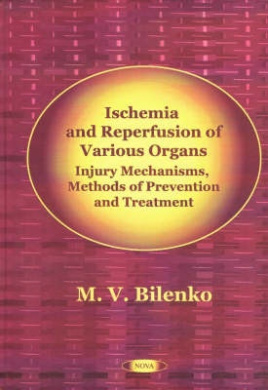 Ischemia
and Reperfusion of
Various Organs
Injury Mechanisms,
Methods of Prevention
and Treatment
M. V. Bilenko
NOVA